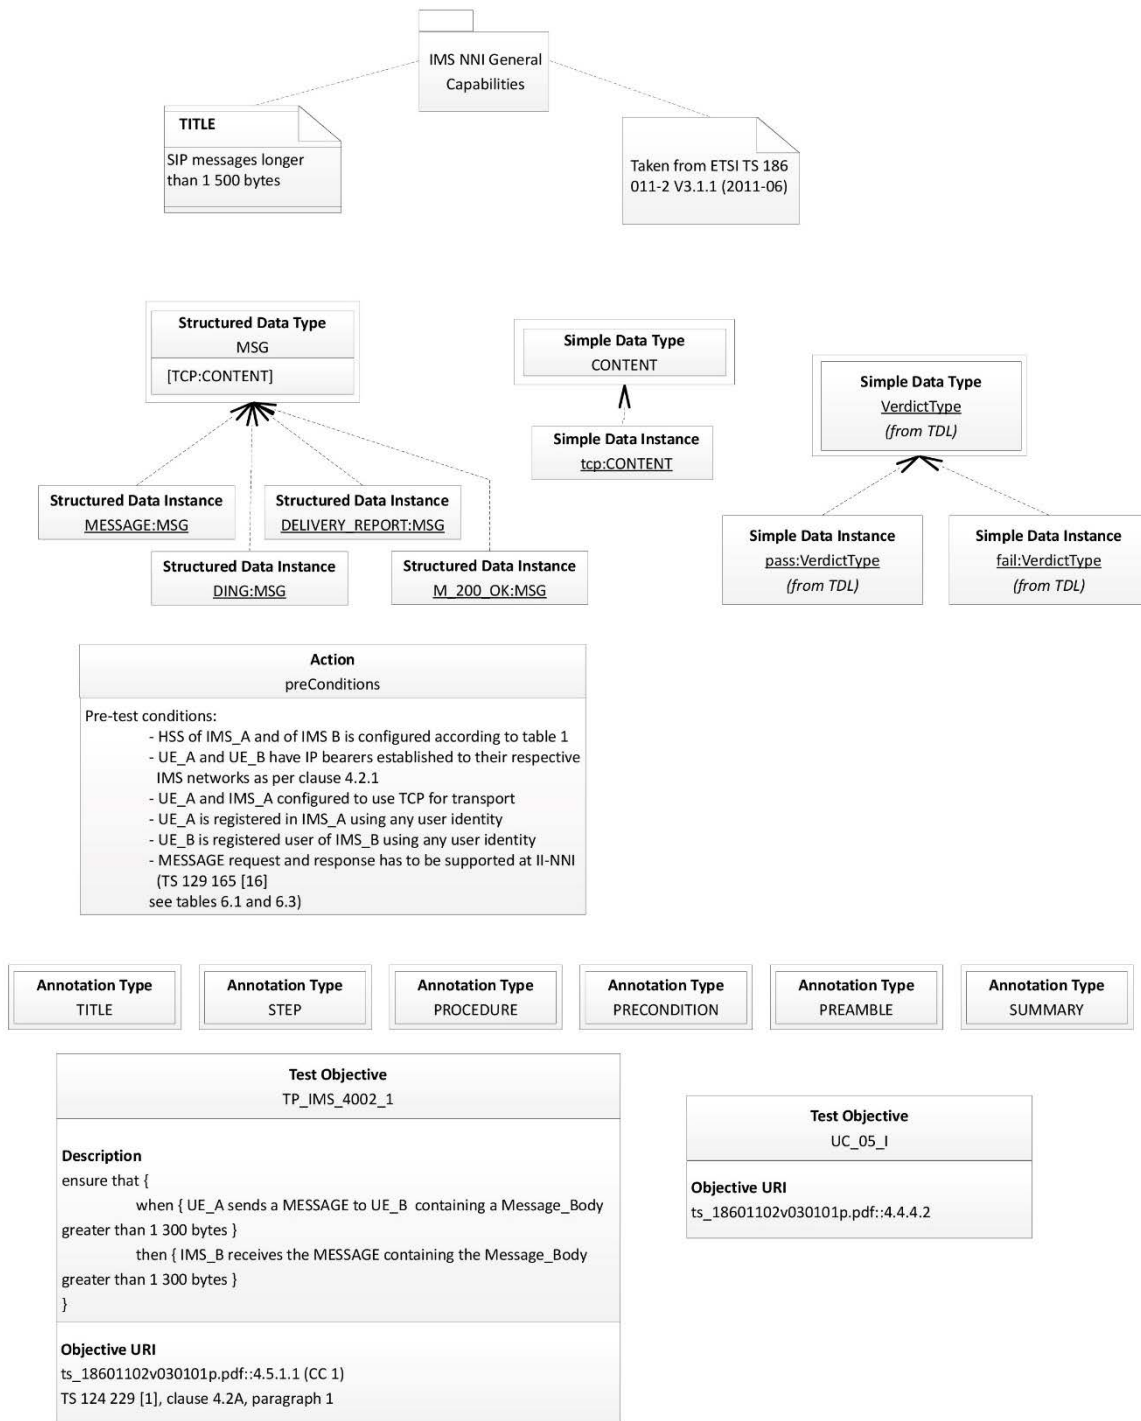 IMS NNI General
Capabilities
TITLE
SIP messages longer
than 1 500 bytes
Taken from ETSI TS 186
011-2 V3.1.1 (2011-06)
Structured Data Type
MSG
[TCP:CONTENT]
Simple Data Type
CONTENT
Simple Data Type
VerdictType
(from TDL)
Simple Data Instance
tcp:CONTENT
Structured Data Instance
MESSAGE:MSG
Structured Data Instance
DELIVERY_REPORT:MSG
Simple Data Instance
pass:VerdictType
(from TDL)
Simple Data Instance
fail:VerdictType
(from TDL)
Structured Data Instance
DING:MSG
Structured Data Instance
M_200_OK:MSG
Action
preConditions
Pre-test conditions:
- HSS of IMS_A and of IMS B is configured according to table 1
- UE_A and UE_B have IP bearers established to their respective
IMS networks as per clause 4.2.1
- UE_A and IMS_A configured to use TCP for transport
- UE_A is registered in IMS_A using any user identity
- UE_B is registered user of IMS_B using any user identity
- MESSAGE request and response has to be supported at II-NNI
(TS 129 165 [16]
see tables 6.1 and 6.3)
Annotation Type
TITLE
Annotation Type
STEP
Annotation Type
PROCEDURE
Annotation Type
PRECONDITION
Annotation Type
PREAMBLE
Annotation Type
SUMMARY
Test Objective
TP_IMS_4002_1
Description
ensure that {
when { UE_A sends a MESSAGE to UE_B containing a Message_Body
greater than 1 300 bytes }
then { IMS_B receives the MESSAGE containing the Message_Body
greater than 1 300 bytes }
}
Objective URI
ts_18601102v030101p.pdf::4.5.1.1 (CC 1)
TS 124 229 [1], clause 4.2A, paragraph 1
Test Objective
UC_05_I
Objective URI
ts_18601102v030101p.pdf::4.4.4.2